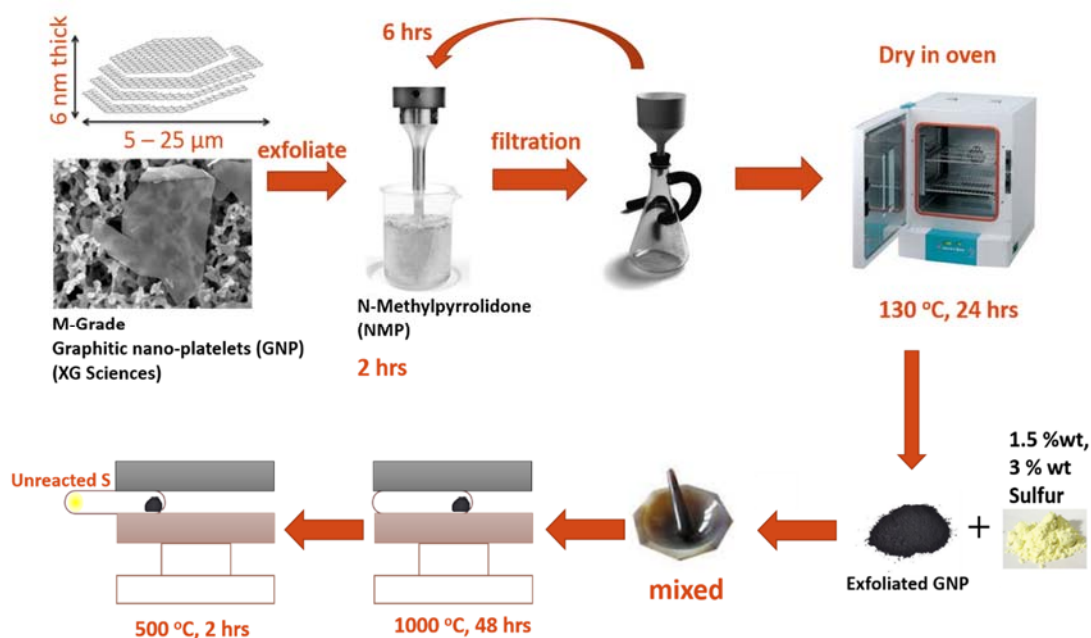 6 nm thick
5 – 25 µm
exfoliate
6 hrs
filtration
Dry in oven
M-Grade
Graphitic nano-platelets (GNP)
(XG Sciences)
N-Methylpyrrolidone
(NMP)
2 hrs
130 °C, 24 hrs
1.5 %wt,
3 % wt
Sulfur
+
Exfoliated GNP
mixed
Unreacted S
1000 °C, 48 hrs
500 °C, 2 hrs